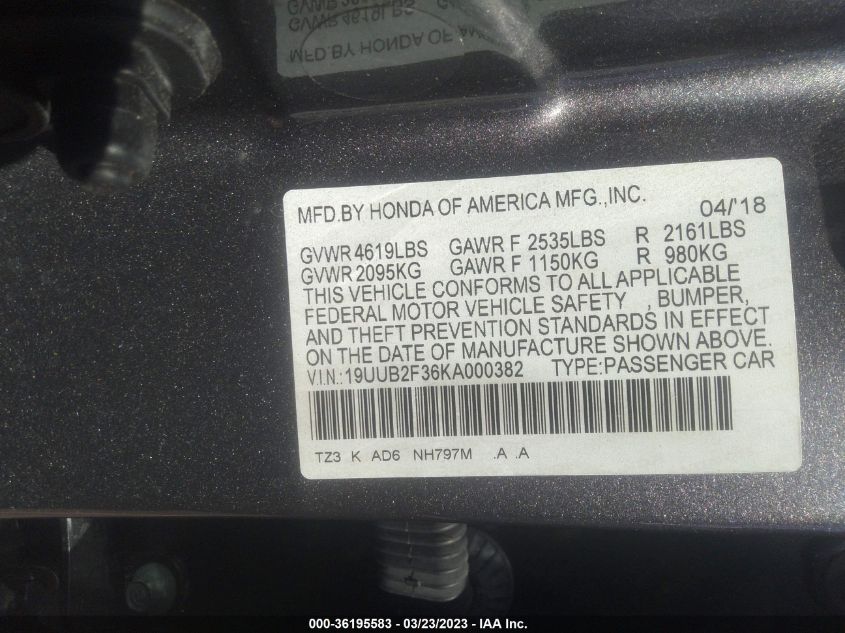 MFD.BY HONDA OF AMERICA MFG.,INC.
04/'18
GVWR 4619LBS GAWR F 2535LBS R 2161LBS
GVWR 2095KG GAWR F 1150KG R 980KG
THIS VEHICLE CONFORMS TO ALL APPLICABLE
FEDERAL MOTOR VEHICLE SAFETY , BUMPER,
AND THEFT PREVENTION STANDARDS IN EFFECT
ON THE DATE OF MANUFACTURE SHOWN ABOVE.
V.I.N.:19UUB2F36KA000382 TYPE:PASSENGER CAR
TZ3 K AD6 NH797M .A .A
000-36195583 / 03/23/2023 - IAA Inc.